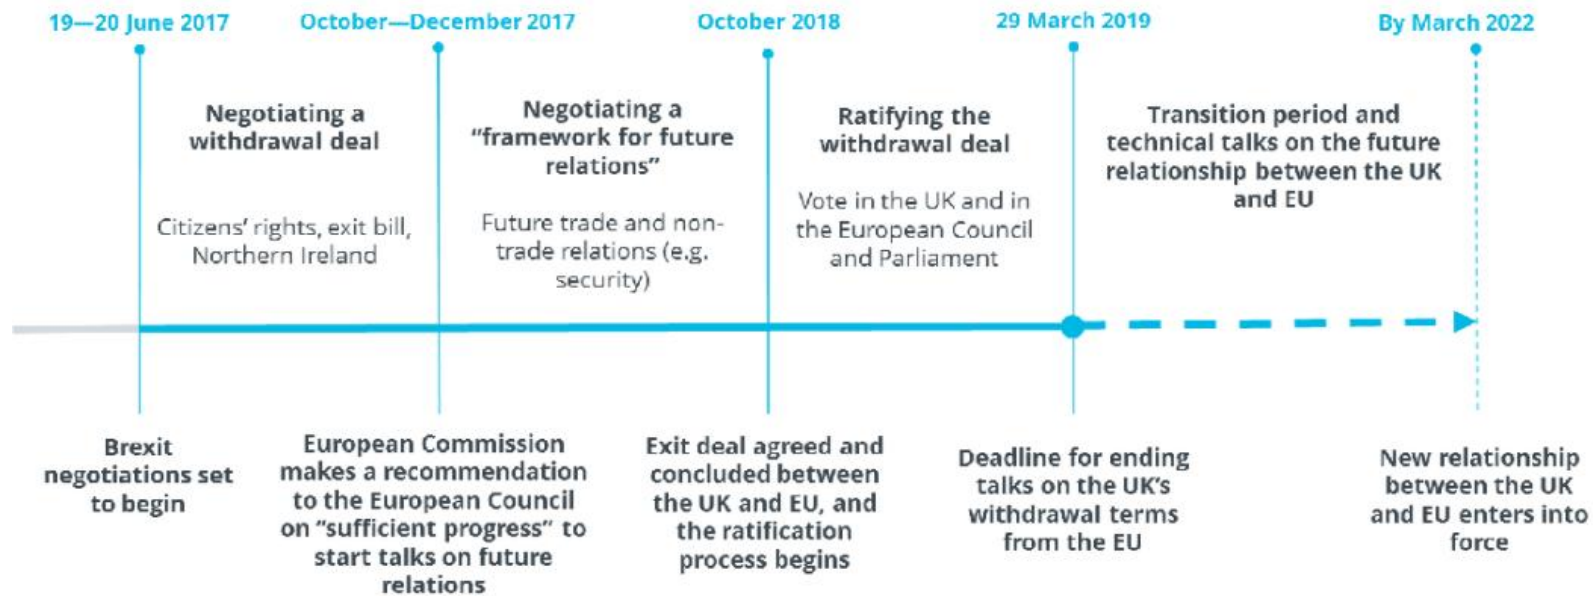 19—20 June 2017
October—December 2017
October 2018
29 March 2019
By March 2022
Negotiating a
withdrawal deal
Citizens' rights, exit bill,
Northern Ireland
Negotiating a
"framework for future
relations"
Future trade and non-
trade relations (e.g.
security)
Ratifying the
withdrawal deal
Vote in the UK and in
the European Council
and Parliament
Transition period and
technical talks on the future
relationship between the UK
and EU
Brexit
negotiations set
to begin
European Commission
makes a recommendation
to the European Council
on "sufficient progress" to
start talks on future
relations
Exit deal agreed and
concluded between
the UK and EU, and
the ratification
process begins
Deadline for ending
talks on the UK's
withdrawal terms
from the EU
New relationship
between the UK
and EU enters into
force